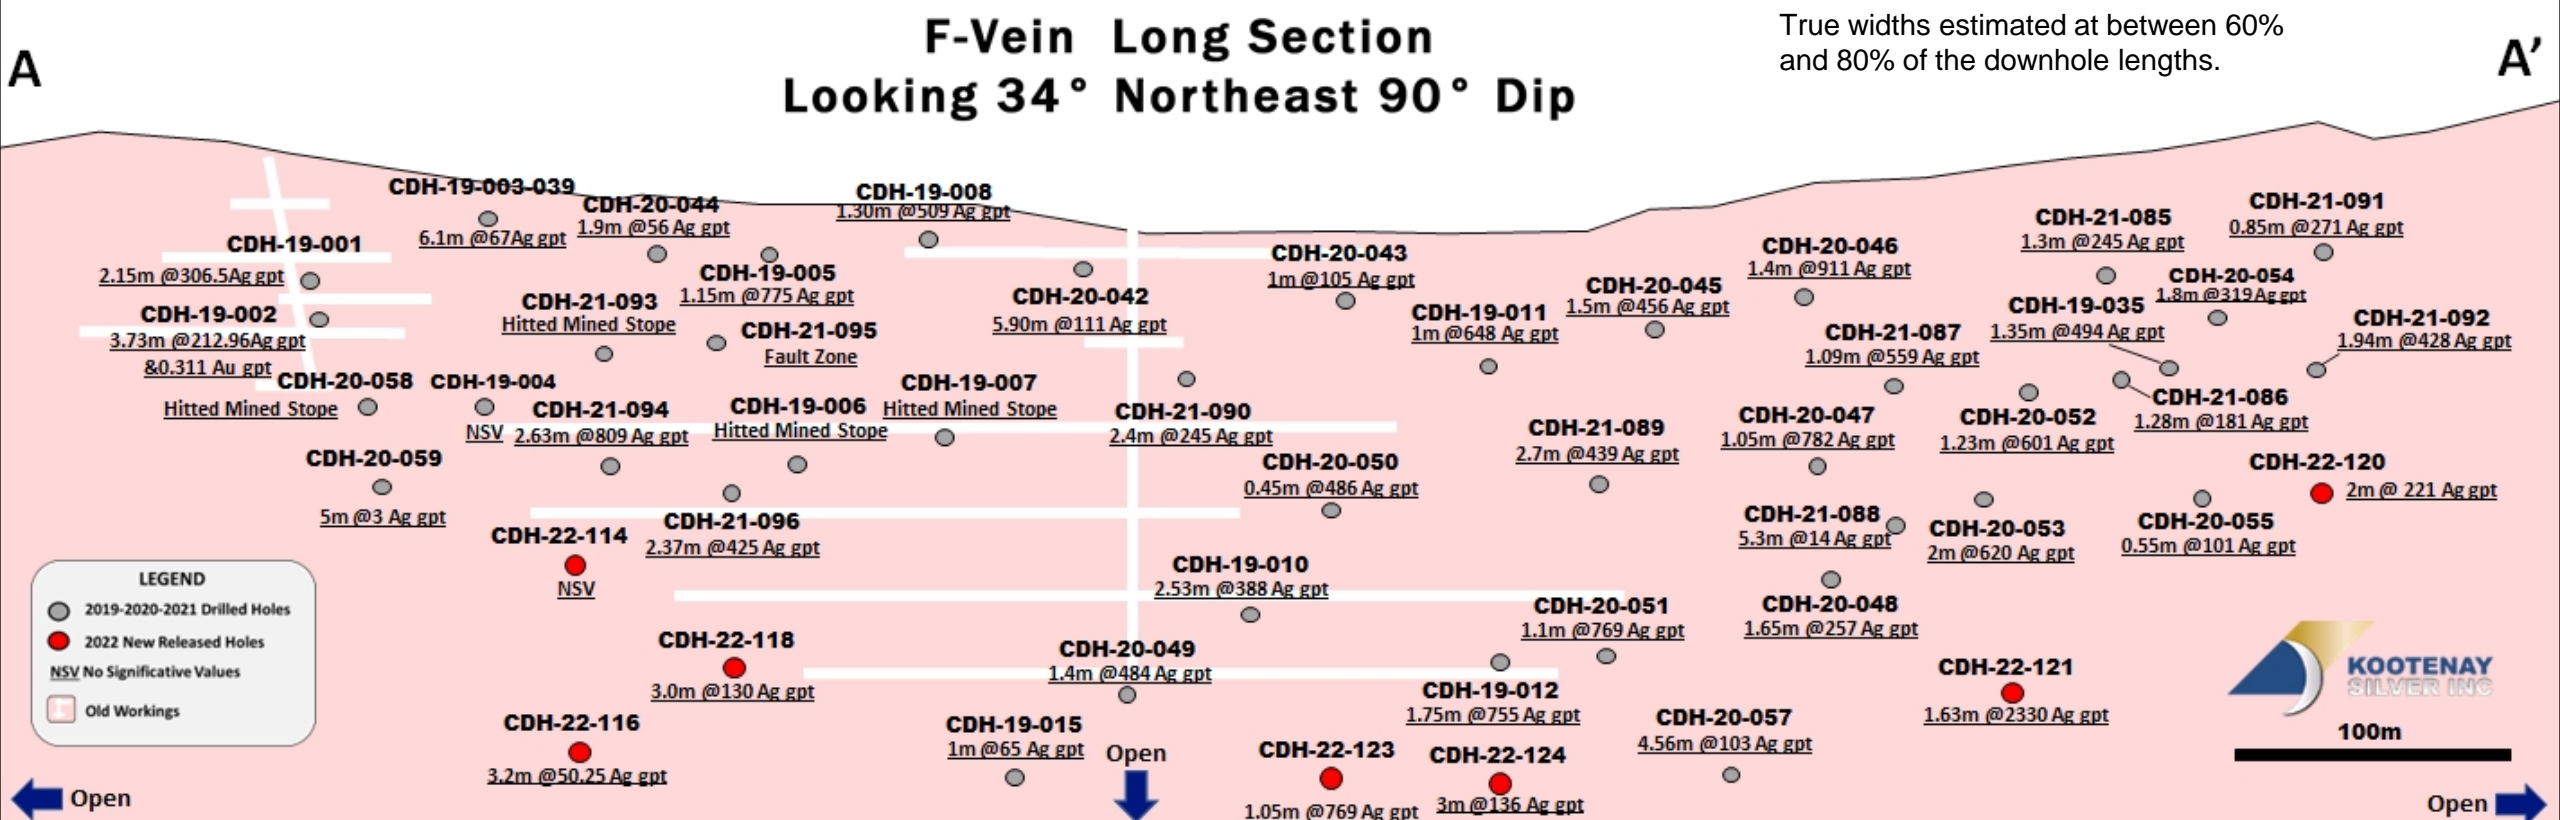 F-Vein Long Section
Looking 34° Northeast 90° Dip
True widths estimated at between 60%
and 80% of the downhole lengths.
A
A'
CDH-19-003-039
6.1m @67Ag gpt
CDH-20-044
1.9m @56 Ag gpt
CDH-19-008
1.30m @509 Ag gpt
CDH-19-001
2.15m @306.5Ag gpt
CDH-19-002
3.73m @212.96Ag gpt
&0.311 Au gpt
CDH-19-005
1.15m @775 Ag gpt
CDH-21-093
Hitted Mined Stope
CDH-21-095
Fault Zone
CDH-20-042
5.90m @111 Ag gpt
CDH-20-043
1m @105 Ag gpt
CDH-19-011
1m @648 Ag gpt
CDH-20-045
1.5m @456 Ag gpt
CDH-20-046
1.4m @911 Ag gpt
CDH-21-085
1.3m @245 Ag gpt
CDH-21-091
0.85m @271 Ag gpt
CDH-20-054
1.8m @319 Ag gpt
CDH-19-035
1.35m @494 Ag gpt
CDH-21-092
1.94m @428 Ag gpt
CDH-21-087
1.09m @559 Ag gpt
CDH-20-058
Hitted Mined Stope
CDH-19-004
NSV
CDH-21-094
2.63m @809 Ag gpt
CDH-19-006
Hitted Mined Stope
CDH-19-007
Hitted Mined Stope
CDH-21-090
2.4m @245 Ag gpt
CDH-21-089
2.7m @439 Ag gpt
CDH-20-047
1.05m @782 Ag gpt
CDH-20-052
1.23m @601 Ag gpt
CDH-21-086
1.28m @181 Ag gpt
CDH-20-059
5m @3 Ag gpt
CDH-20-050
0.45m @486 Ag gpt
CDH-22-120
2m @ 221 Ag gpt
CDH-22-114
NSV
CDH-21-096
2.37m @425 Ag gpt
CDH-21-088
5.3m @14 Ag gpt
CDH-20-053
2m @620 Ag gpt
CDH-20-055
0.55m @101 Ag gpt
CDH-19-010
2.53m @388 Ag gpt
CDH-20-051
1.1m @769 Ag gpt
CDH-20-048
1.65m @257 Ag gpt
LEGEND
2019-2020-2021 Drilled Holes
2022 New Released Holes
NSV No Significative Values
Old Workings
CDH-22-118
3.0m @130 Ag gpt
CDH-20-049
1.4m @484 Ag gpt
CDH-19-012
1.75m @755 Ag gpt
CDH-22-121
1.63m @2330 Ag gpt
KOOTENAY
SILVER INC
CDH-22-116
3.2m @50.25 Ag gpt
CDH-19-015
1m @65 Ag gpt
CDH-20-057
4.56m @103 Ag gpt
100m
Open
CDH-22-123
1.05m @769 Ag gpt
CDH-22-124
3m @136 Ag gpt
Open
Open